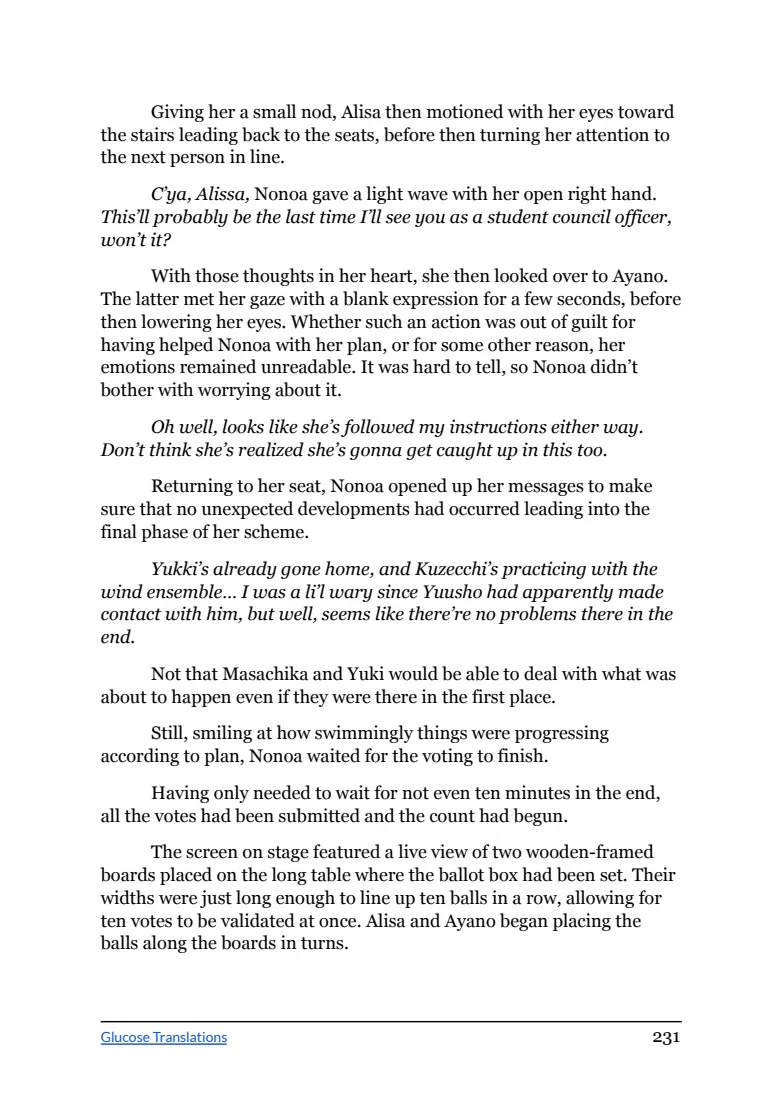 Giving her a small nod, Alisa then motioned with her eyes toward
the stairs leading back to the seats, before then turning her attention to
the next person in line.
C’ya, Alissa, Nonoa gave a light wave with her open right hand.
This’ll probably be the last time I’ll see you as a student council officer,
won’t it?
With those thoughts in her heart, she then looked over to Ayano.
The latter met her gaze with a blank expression for a few seconds, before
then lowering her eyes. Whether such an action was out of guilt for
having helped Nonoa with her plan, or for some other reason, her
emotions remained unreadable. It was hard to tell, so Nonoa didn’t
bother with worrying about it.
Oh well, looks like she’s followed my instructions either way.
Don’t think she’s realized she’s gonna get caught up in this too.
Returning to her seat, Nonoa opened up her messages to make
sure that no unexpected developments had occurred leading into the
final phase of her scheme.
Yukki’s already gone home, and Kuzecchi’s practicing with the
wind ensemble… I was a li’l wary since Yuusho had apparently made
contact with him, but well, seems like there’re no problems there in the
end.
Not that Masachika and Yuki would be able to deal with what was
about to happen even if they were there in the first place.
Still, smiling at how swimmingly things were progressing
according to plan, Nonoa waited for the voting to finish.
Having only needed to wait for not even ten minutes in the end,
all the votes had been submitted and the count had begun.
The screen on stage featured a live view of two wooden-framed
boards placed on the long table where the ballot box had been set. Their
widths were just long enough to line up ten balls in a row, allowing for
ten votes to be validated at once. Alisa and Ayano began placing the
balls along the boards in turns.
Glucose Translations 231